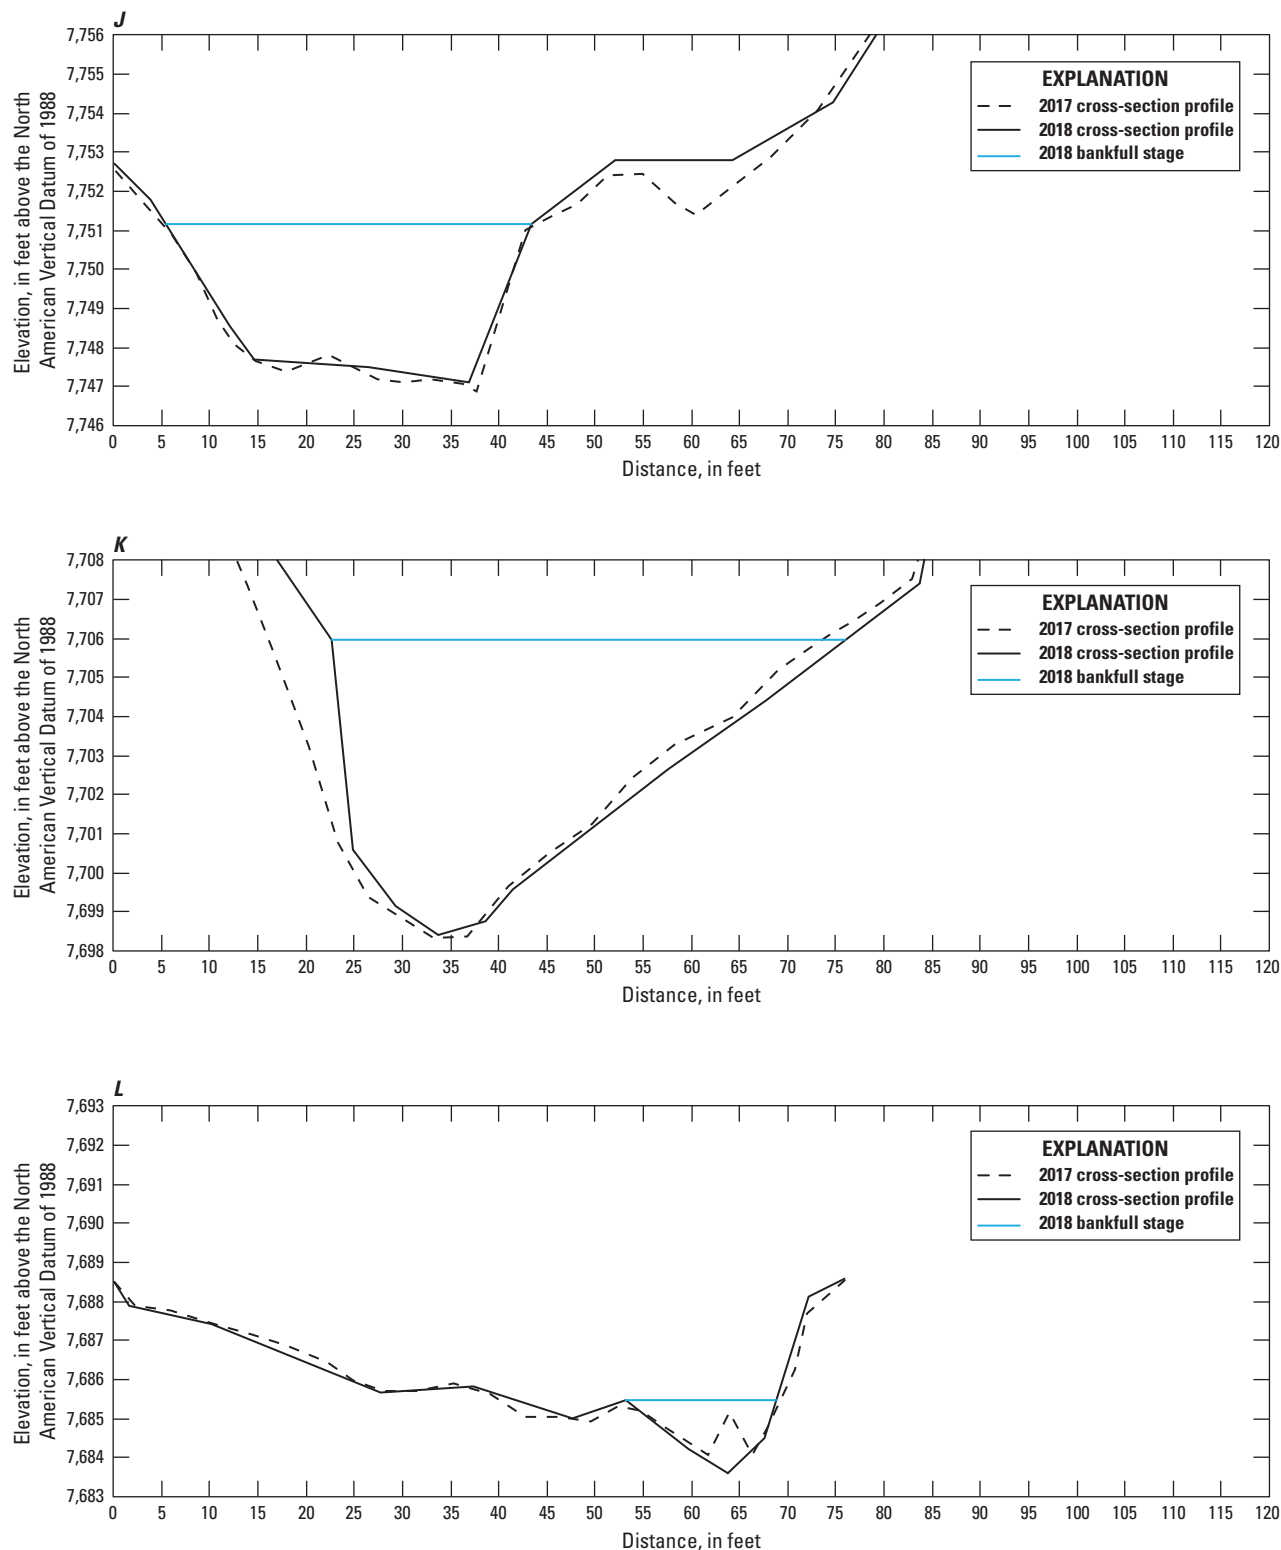 J
7,756
7,755
7,754
7,753
7,752
7,751
7,750
7,749
7,748
7,747
7,746
Elevation, in feet above the North
American Vertical Datum of 1988
EXPLANATION
2017 cross-section profile
2018 cross-section profile
2018 bankfull stage
0 5 10 15 20 25 30 35 40 45 50 55 60 65 70 75 80 85 90 95 100 105 110 115 120
Distance, in feet
K
7,708
7,707
7,706
7,705
7,704
7,703
7,702
7,701
7,700
7,699
7,698
Elevation, in feet above the North
American Vertical Datum of 1988
EXPLANATION
2017 cross-section profile
2018 cross-section profile
2018 bankfull stage
0 5 10 15 20 25 30 35 40 45 50 55 60 65 70 75 80 85 90 95 100 105 110 115 120
Distance, in feet
L
7,693
7,692
7,691
7,690
7,689
7,688
7,687
7,686
7,685
7,684
7,683
Elevation, in feet above the North
American Vertical Datum of 1988
EXPLANATION
2017 cross-section profile
2018 cross-section profile
2018 bankfull stage
0 5 10 15 20 25 30 35 40 45 50 55 60 65 70 75 80 85 90 95 100 105 110 115 120
Distance, in feet